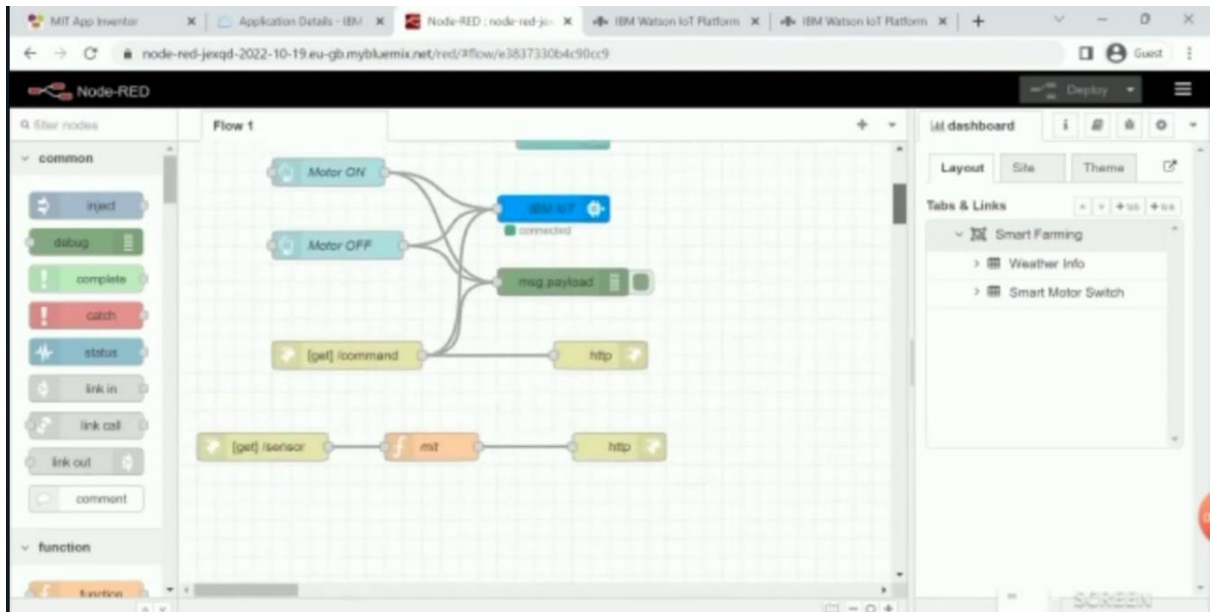 MIT App Inventor
Application Details - IBM
Node-RED : node-red-je
IBM Watson IoT Platform
IBM Watson IoT Platform
node-red-jexqd-2022-10-19.eu-gb.mybluemix.net/red/#flow/e3837330b4c90cc9
Guest
Node-RED
Deploy
filter nodes
Flow 1
dashboard
common
inject
debug
complete
catch
status
link in
link call
link out
comment
function
function
Motor ON
IBM IoT
connected
Motor OFF
msg.payload
[get] /command
http
[get] /sensor
mit
http
Layout
Site
Theme
Tabs & Links
Smart Farming
Weather Info
Smart Motor Switch
SCREEN